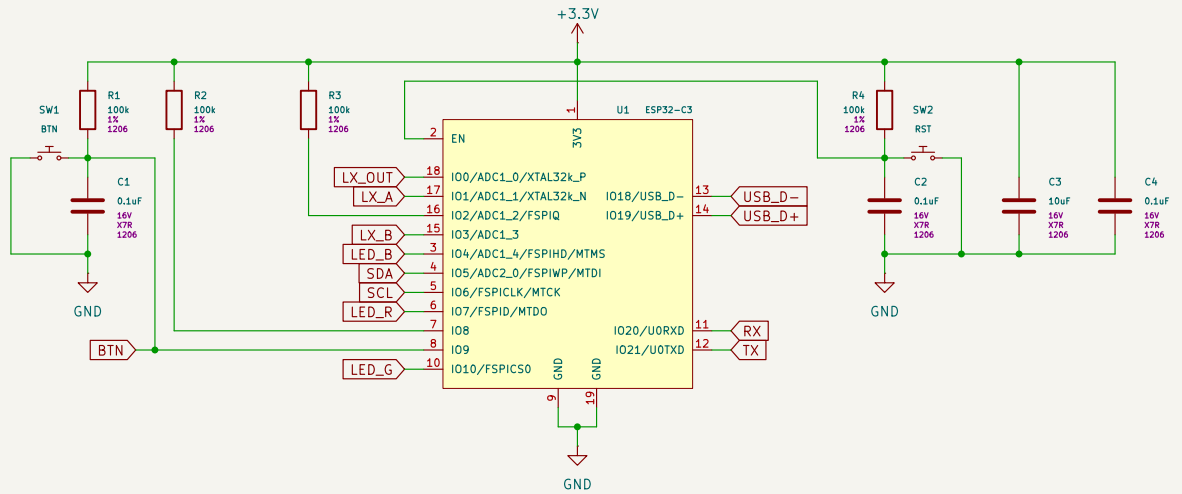 +3.3V
R1
100k
1%
1206
R2
100k
1%
1206
R3
100k
1%
1206
R4
100k
1%
1206
SW1
BTN
SW2
RST
U1
ESP32-C3
1
3V3
2
EN
LX_OUT
18
IO0/ADC1_0/XTAL32k_P
LX_A
17
IO1/ADC1_1/XTAL32k_N
16
IO2/ADC1_2/FSPIQ
LX_B
15
IO3/ADC1_3
LED_B
3
IO4/ADC1_4/FSPIHD/MTMS
SDA
4
IO5/ADC2_0/FSPIWP/MTDI
SCL
5
IO6/FSPICLK/MTCK
LED_R
6
IO7/FSPID/MTDO
7
IO8
BTN
8
IO9
LED_G
10
IO10/FSPICS0
IO18/USB_D-
13
USB_D-
IO19/USB_D+
14
USB_D+
IO20/U0RXD
11
RX
IO21/U0TXD
12
TX
GND
9
GND
19
GND
C1
0.1uF
16V
X7R
1206
GND
C2
0.1uF
16V
X7R
1206
GND
C3
10uF
16V
X7R
1206
C4
0.1uF
16V
X7R
1206